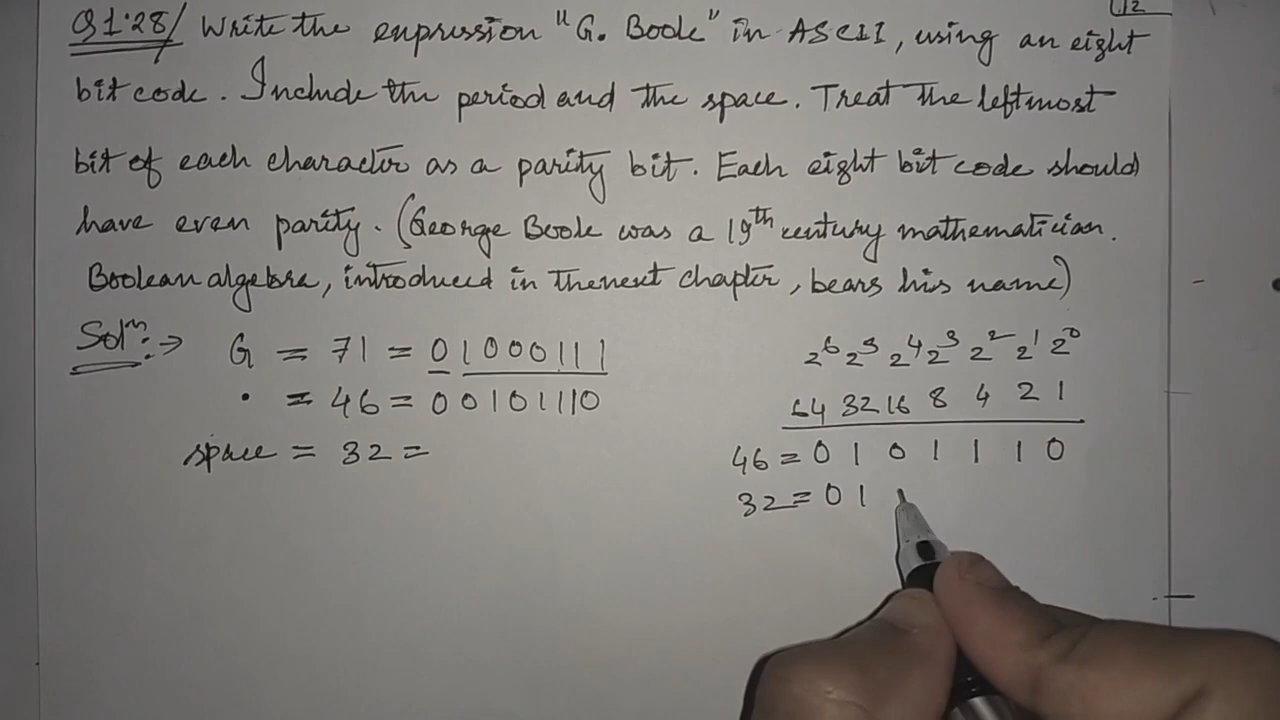 Q1.28/ Write the expression "G. Boole" in ASCII, using an eight
bit code. Include the period and the space. Treat the leftmost
bit of each character as a parity bit. Each eight bit code should
have even parity. (George Boole was a 19th century mathematician.
Boolean algebra, introduced in thenext chapter, bears his name)
Soln:→ G = 71 = 01000111
. = 46 = 00101110
space = 32 =
2^6 2^5 2^4 2^3 2^2 2^1 2^0
64 32 16 8 4 2 1
46 = 0 1 0 1 1 1 0
32 = 0 1